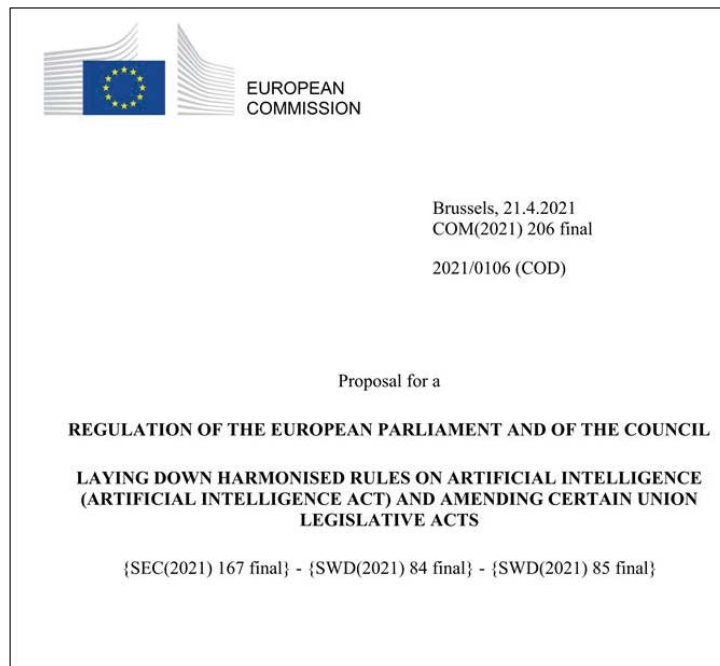 EUROPEAN
COMMISSION
Brussels, 21.4.2021
COM(2021) 206 final
2021/0106 (COD)
Proposal for a
REGULATION OF THE EUROPEAN PARLIAMENT AND OF THE COUNCIL
LAYING DOWN HARMONISED RULES ON ARTIFICIAL INTELLIGENCE
(ARTIFICIAL INTELLIGENCE ACT) AND AMENDING CERTAIN UNION
LEGISLATIVE ACTS
{SEC(2021) 167 final} - {SWD(2021) 84 final} - {SWD(2021) 85 final}